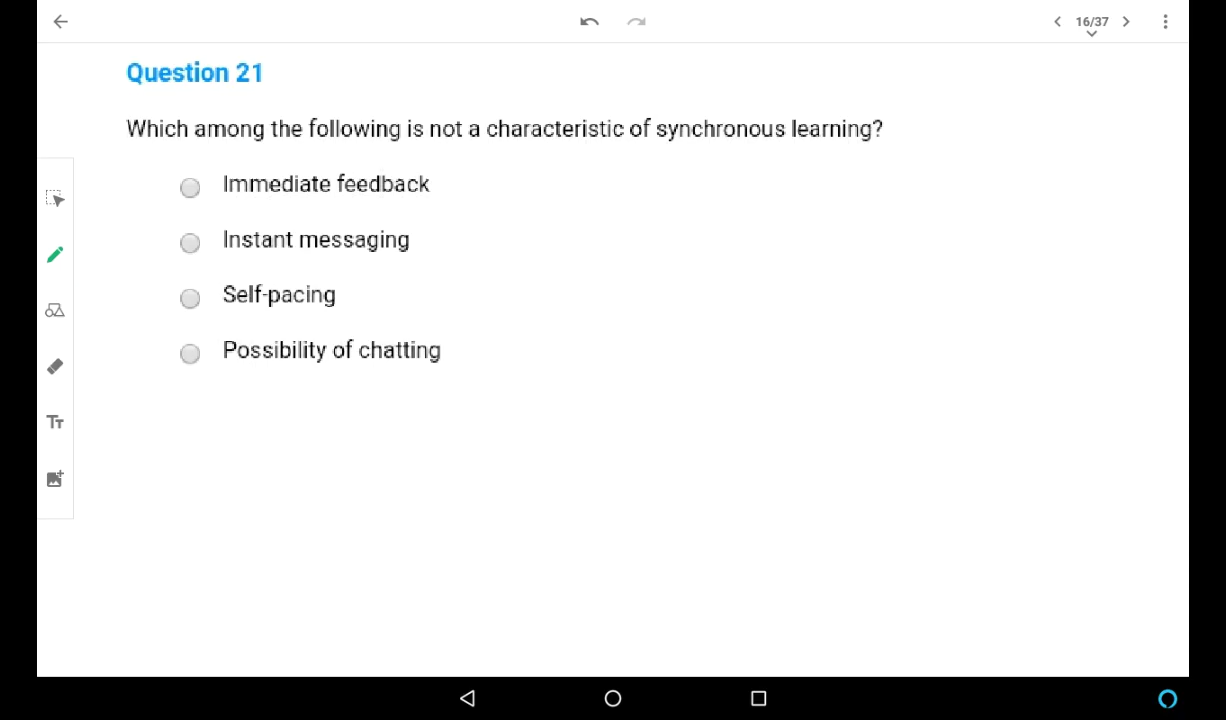 16/37
Question 21
Which among the following is not a characteristic of synchronous learning?
Immediate feedback
Instant messaging
Self-pacing
Possibility of chatting
Tт